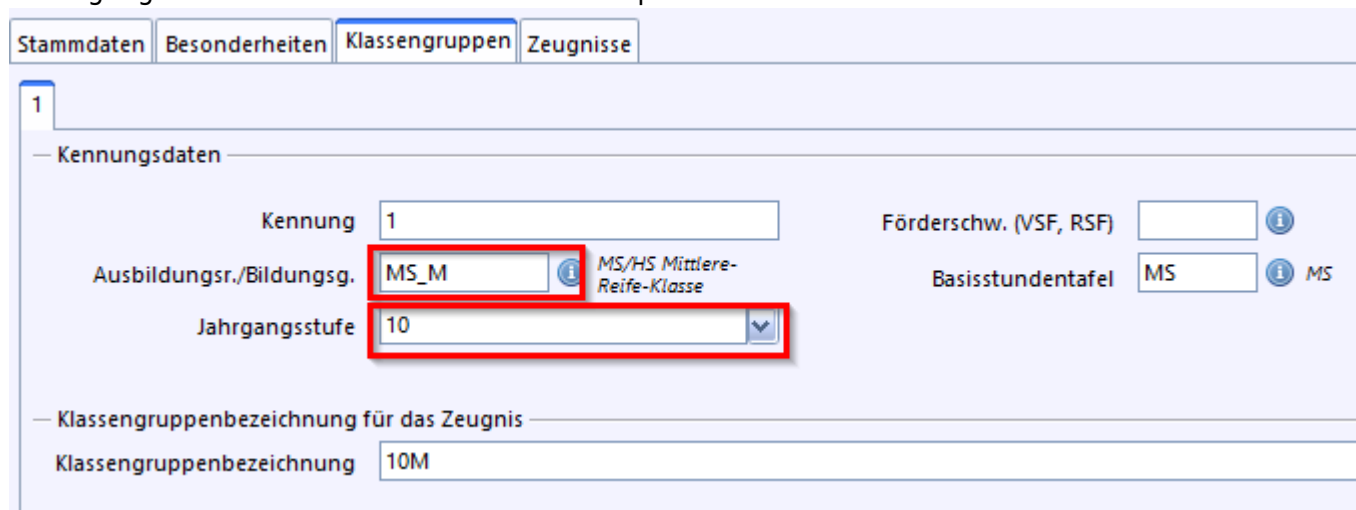 Stammdaten Besonderheiten Klassengruppen Zeugnisse
1
Kennungsdaten
Kennung 1 Förderschw. (VSF, RSF)
Ausbildungsr./Bildungsg. MS_M MS/HS Mittlere-Reife-Klasse Basisstundentafel MS MS
Jahrgangsstufe 10
Klassengruppenbezeichnung für das Zeugnis
Klassengruppenbezeichnung 10M